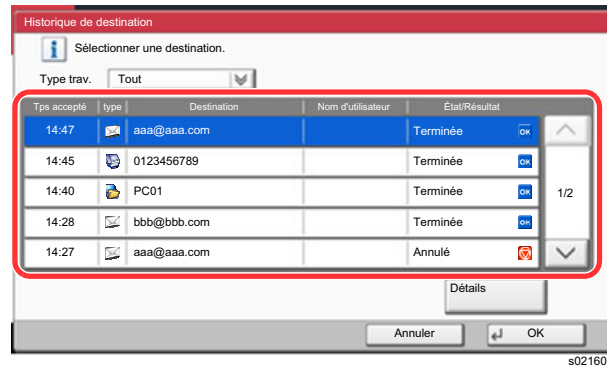 Historique de destination
i Sélectionner une destination.
Type trav. Tout
Tps accepté type Destination Nom d'utilisateur État/Résultat
14:47 aaa@aaa.com Terminée OK
14:45 0123456789 Terminée OK
14:40 PC01 Terminée OK 1/2
14:28 bbb@bbb.com Terminée OK
14:27 aaa@aaa.com Annulé
Détails
Annuler OK
s02160